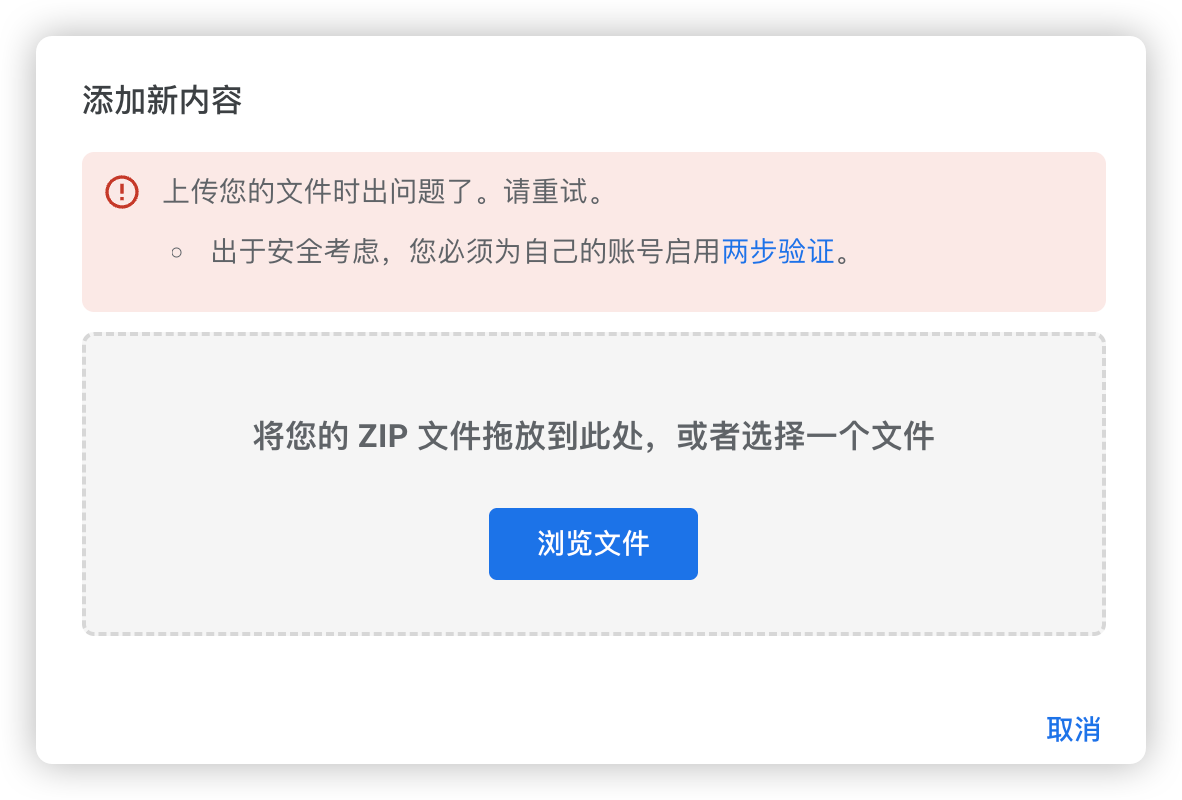 添加新内容
上传您的文件时出问题了。请重试。
出于安全考虑，您必须为自己的账号启用两步验证。
将您的 ZIP 文件拖放到此处，或者选择一个文件
浏览文件
取消